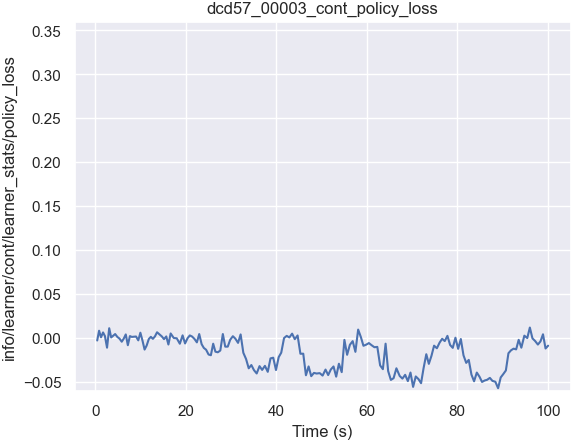 dcd57_00003_cont_policy_loss
info/learner/cont/learner_stats/policy_loss
0.35
0.30
0.25
0.20
0.15
0.10
0.05
0.00
−0.05
0 20 40 60 80 100
Time (s)